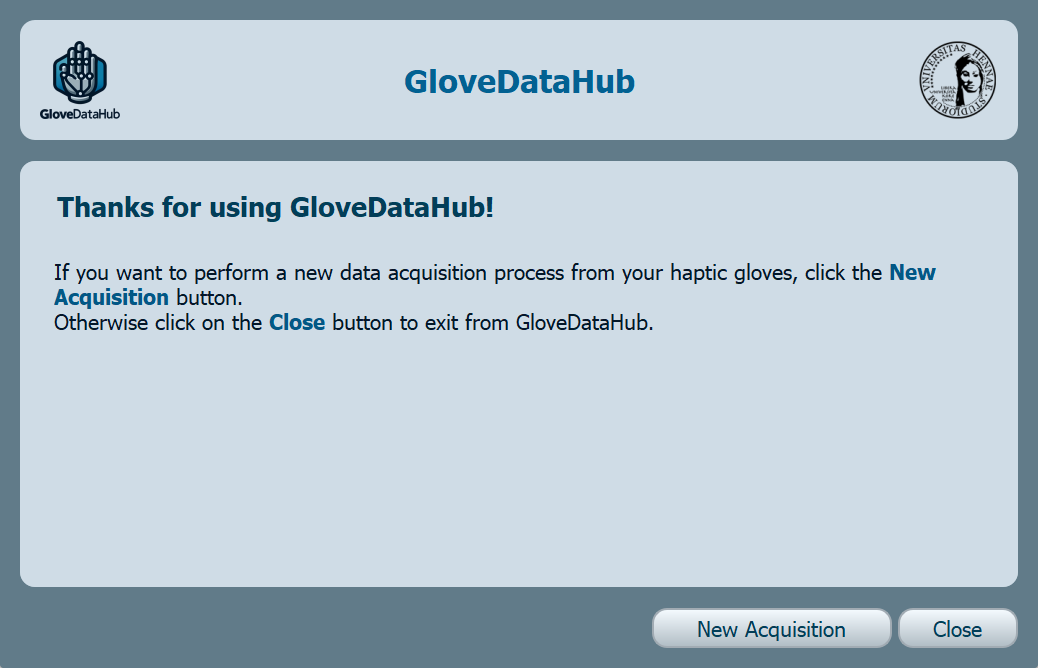 GloveDataHub
GloveDataHub
UNIVERSITAS HENNAE
STUDIORUM
Thanks for using GloveDataHub!
If you want to perform a new data acquisition process from your haptic gloves, click the New
Acquisition button.
Otherwise click on the Close button to exit from GloveDataHub.
New Acquisition
Close